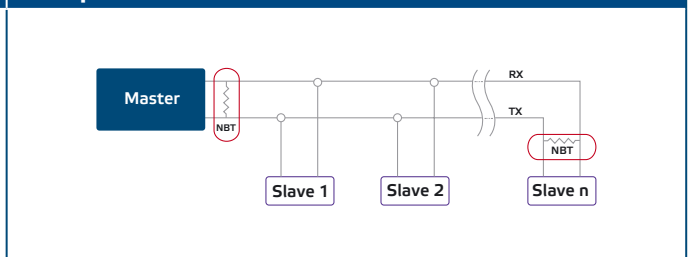 RX
Master
TX
NBT
NBT
Slave 1
Slave 2
Slave n